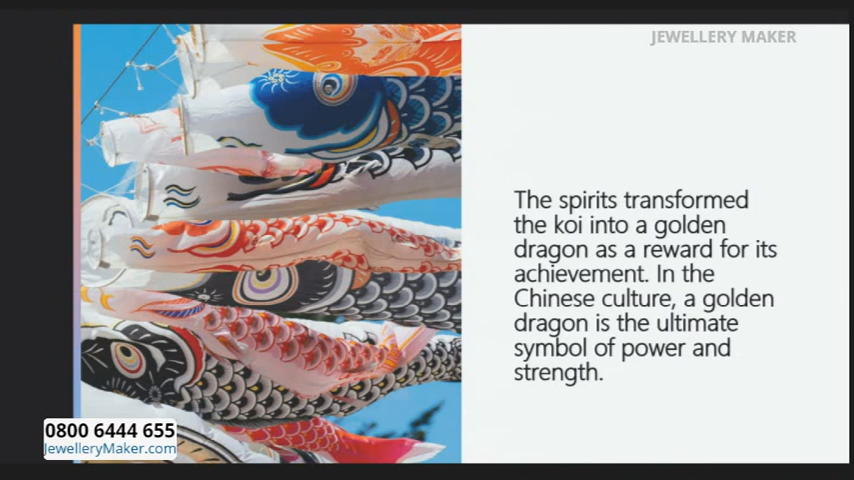 JEWELLERY MAKER
The spirits transformed
the koi into a golden
dragon as a reward for its
achievement. In the
Chinese culture, a golden
dragon is the ultimate
symbol of power and
strength.
0800 6444 655
JewelleryMaker.com